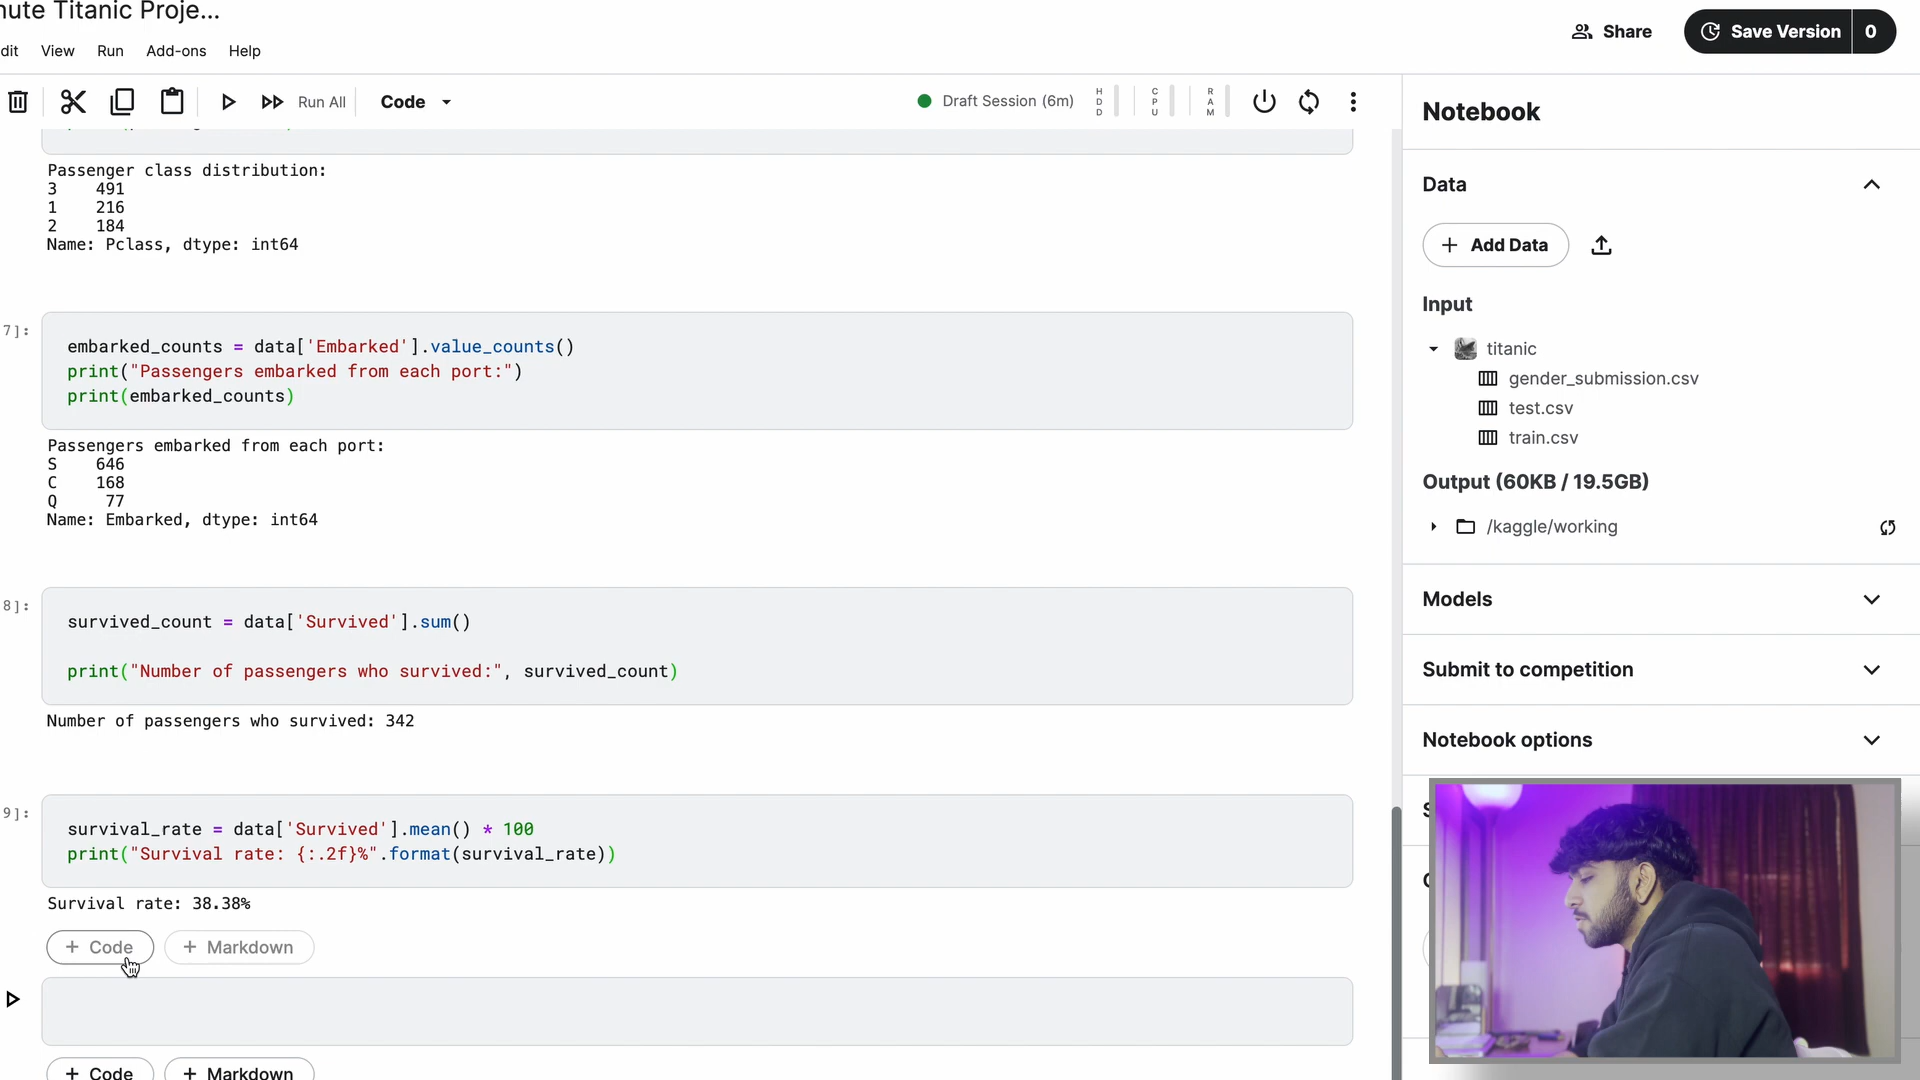 nute Titanic Proje...
dit View Run Add-ons Help
Share
Save Version 0
Run All Code
Draft Session (6m) HDD CPU RAM
Passenger class distribution:
3    491
1    216
2    184
Name: Pclass, dtype: int64
7]:
embarked_counts = data['Embarked'].value_counts()
print("Passengers embarked from each port:")
print(embarked_counts)
Passengers embarked from each port:
S    646
C    168
Q     77
Name: Embarked, dtype: int64
8]:
survived_count = data['Survived'].sum()
print("Number of passengers who survived:", survived_count)
Number of passengers who survived: 342
9]:
survival_rate = data['Survived'].mean() * 100
print("Survival rate: {:.2f}%".format(survival_rate))
Survival rate: 38.38%
+ Code + Markdown
+ Code + Markdown
Notebook
Data
+ Add Data
Input
titanic
gender_submission.csv
test.csv
train.csv
Output (60KB / 19.5GB)
/kaggle/working
Models
Submit to competition
Notebook options